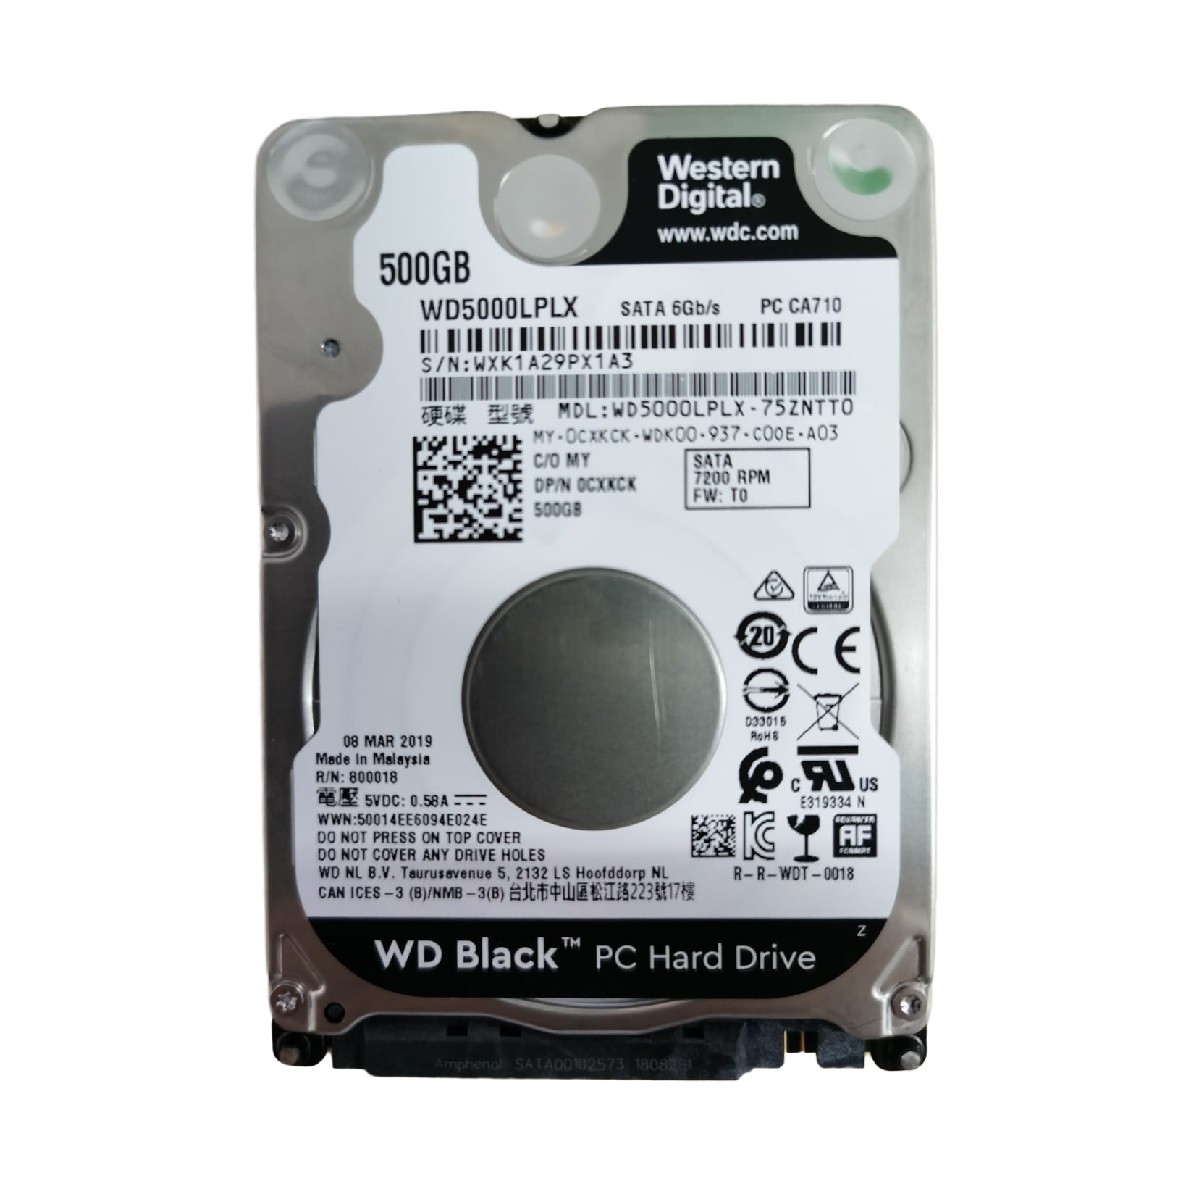 Western
Digital®
www.wdc.com
500GB
WD5000LPLX SATA 6Gb/s PC CA710
S/N:WXK1A29PX1A3
硬碟 型號 MDL:WD5000LPLX-75ZNTT0
MY-0CXKCK-WDK00-937-C00E-A03
C/O MY
DP/N 0CXKCK
500GB
SATA
7200 RPM
FW: T0
20
CE
D33015
RoHS
08 MAR 2019
Made in Malaysia
R/N: 800018
電壓 5VDC: 0.58A
WWN:50014EE6094E024E
DO NOT PRESS ON TOP COVER
DO NOT COVER ANY DRIVE HOLES
WD NL B.V. Taurusavenue 5, 2132 LS Hoofddorp NL
CAN ICES-3 (B)/NMB-3(B) 台北市中山區松江路223號17樓
C US
E319334 N
ADVANCED
AF
FORMAT
R-R-WDT-0018
Z
WD Black™ PC Hard Drive
Amphenol SATA00102573 1808291